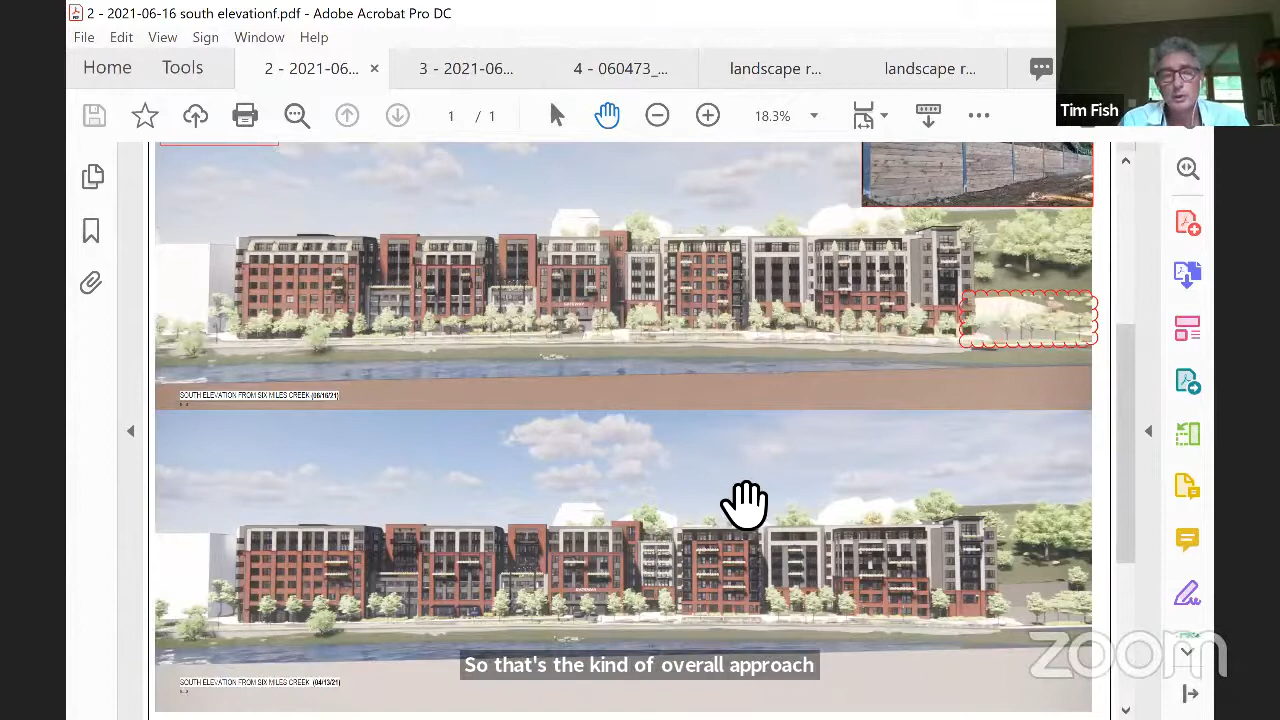 2 - 2021-06-16 south elevationf.pdf - Adobe Acrobat Pro DC
File Edit View Sign Window Help
Home Tools 2 - 2021-06... × 3 - 2021-06... 4 - 060473_... landscape r... landscape r...
1 / 1 18.3%
Tim Fish
GATEWAY
SOUTH ELEVATION FROM SIX MILES CREEK (06/16/21)
SOUTH ELEVATION FROM SIX MILES CREEK (04/13/21)
So that's the kind of overall approach
zoom